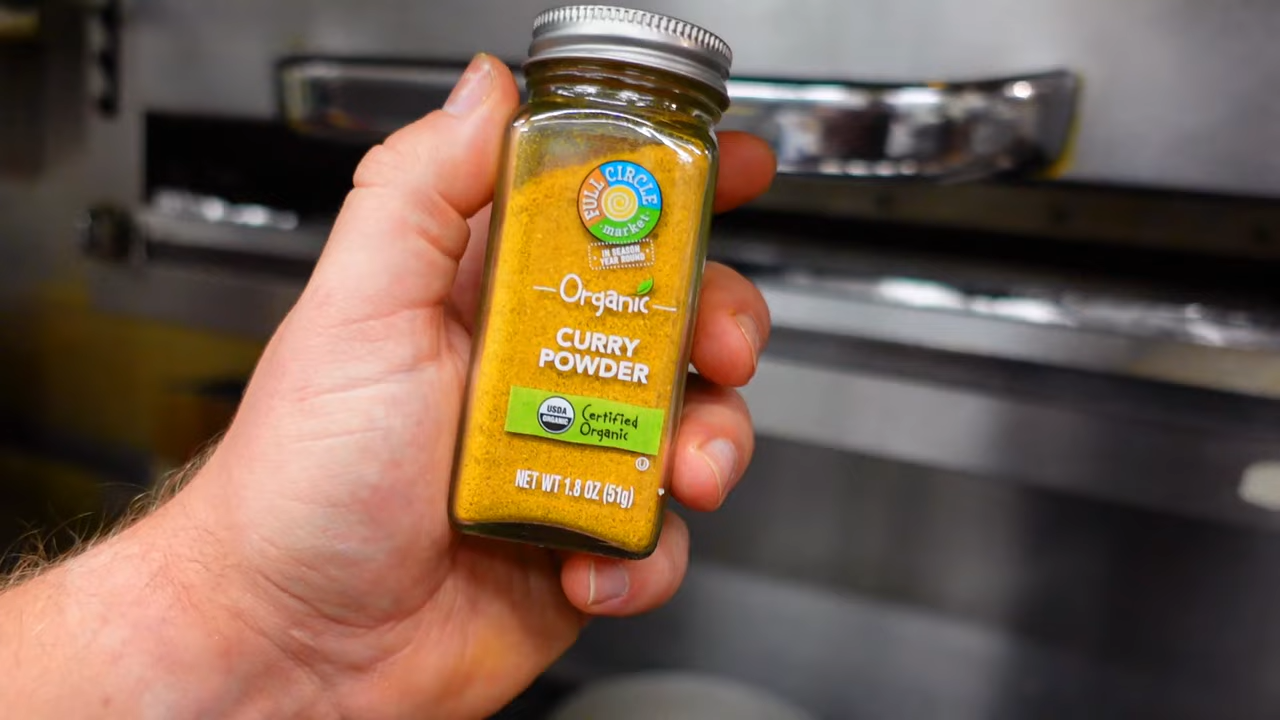 FULL CIRCLE
market
IN SEASON
YEAR ROUND
Organic
CURRY
POWDER
USDA
ORGANIC
Certified
Organic
U
NET WT 1.8 OZ (51g)